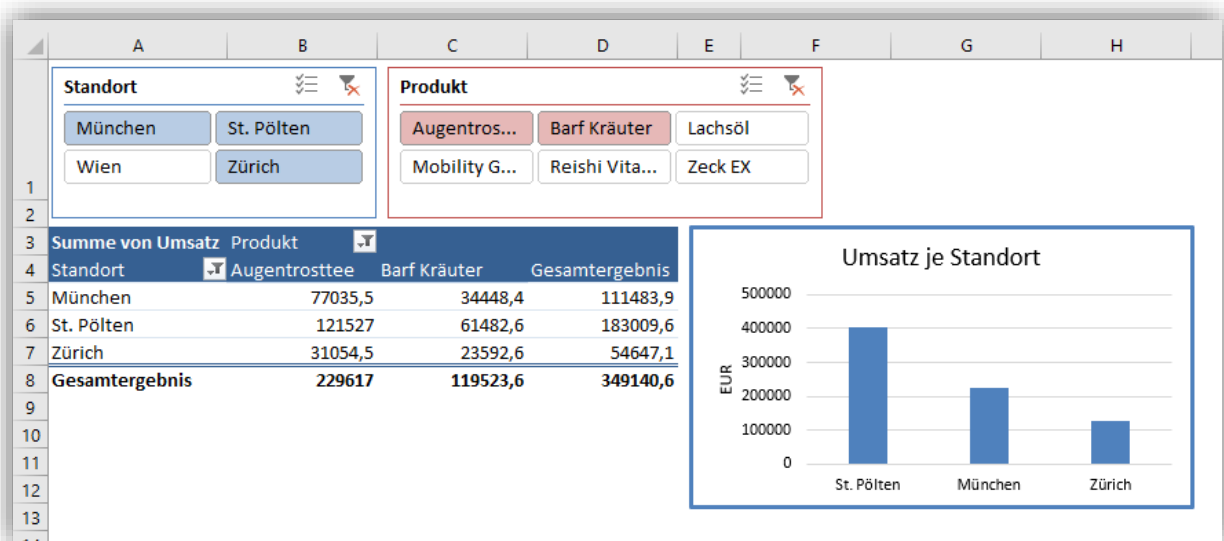 A B C D E F G H
Standort
München St. Pölten
Wien Zürich
Produkt
Augentros... Barf Kräuter Lachsöl
Mobility G... Reishi Vita... Zeck EX
1
2
3 Summe von Umsatz Produkt
4 Standort Augentrosttee Barf Kräuter Gesamtergebnis
5 München 77035,5 34448,4 111483,9
6 St. Pölten 121527 61482,6 183009,6
7 Zürich 31054,5 23592,6 54647,1
8 Gesamtergebnis 229617 119523,6 349140,6
9
10
11
12
13
Umsatz je Standort
EUR
500000
400000
300000
200000
100000
0
St. Pölten München Zürich